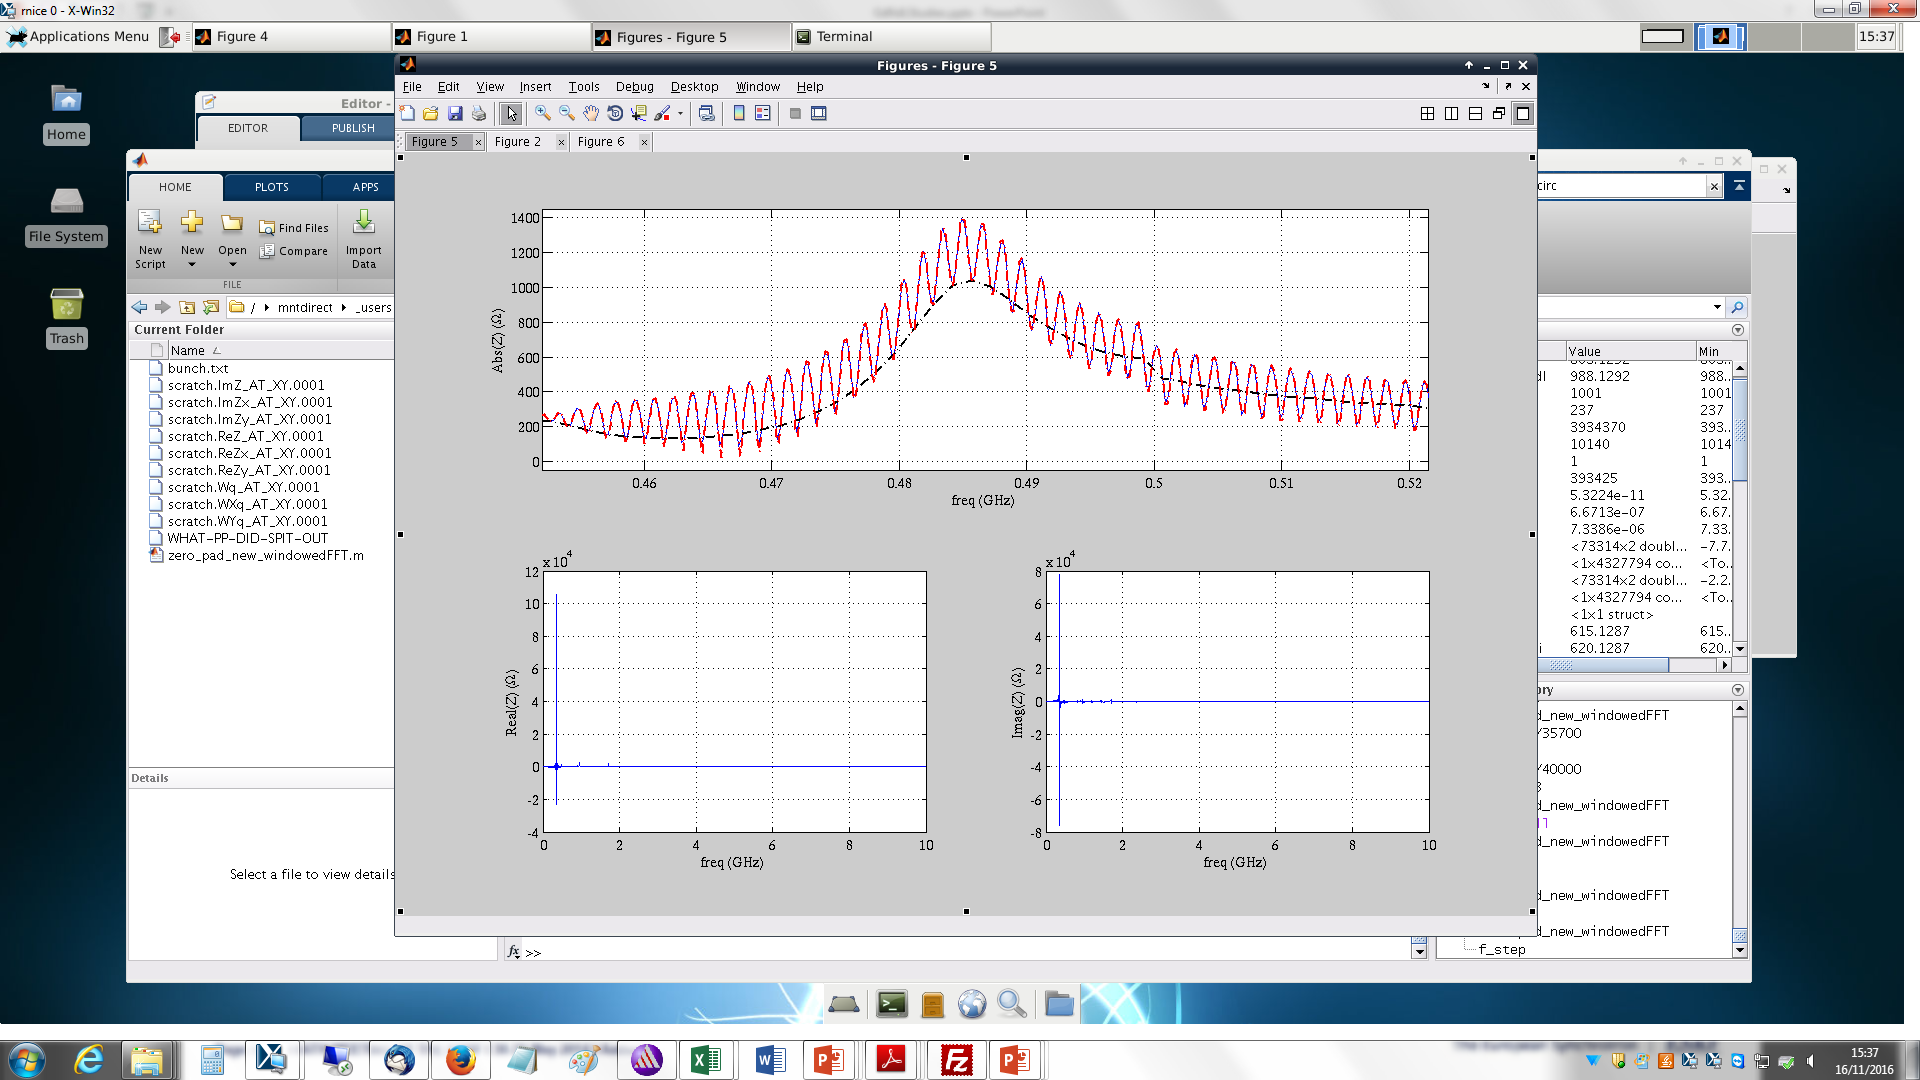 rnice 0 - X-Win32
Applications Menu
Figure 4
Figure 1
Figures - Figure 5
Terminal
15:37
Home
File System
Trash
Editor -
EDITOR
PUBLISH
HOME
PLOTS
APPS
New
Script
New
Open
Find Files
Compare
Import
Data
FILE
/
mntdirect
_users
Current Folder
Name
bunch.txt
scratch.ImZ_AT_XY.0001
scratch.ImZx_AT_XY.0001
scratch.ImZy_AT_XY.0001
scratch.ReZ_AT_XY.0001
scratch.ReZx_AT_XY.0001
scratch.ReZy_AT_XY.0001
scratch.Wq_AT_XY.0001
scratch.WXq_AT_XY.0001
scratch.WYq_AT_XY.0001
WHAT-PP-DID-SPIT-OUT
zero_pad_new_windowedFFT.m
Details
Select a file to view details
Figures - Figure 5
File Edit View Insert Tools Debug Desktop Window Help
Figure 5
Figure 2
Figure 6
1400
1200
1000
800
600
400
200
0
Abs(Z) (Ω)
0.46 0.47 0.48 0.49 0.5 0.51 0.52
freq (GHz)
x 10^4
12
10
8
6
4
2
0
-2
-4
Real(Z) (Ω)
0 2 4 6 8 10
freq (GHz)
x 10^4
8
6
4
2
0
-2
-4
-6
-8
Imag(Z) (Ω)
0 2 4 6 8 10
freq (GHz)
fx >>
circ
Value Min
988.1292 988..
1001 1001
237 237
3934370 393..
10140 1014
1 1
393425 393..
5.3224e-11 5.32.
6.6713e-07 6.67.
7.3386e-06 7.33.
<73314x2 doubl... -7.7.
<1x4327794 co... <To..
<73314x2 doubl... -2.2.
<1x4327794 co... <To..
<1x1 struct>
615.1287 615..
620.1287 620..
ory
d_new_windowedFFT
/35700
/40000
d_new_windowedFFT
d_new_windowedFFT
d_new_windowedFFT
d_new_windowedFFT
f_step
15:37
16/11/2016